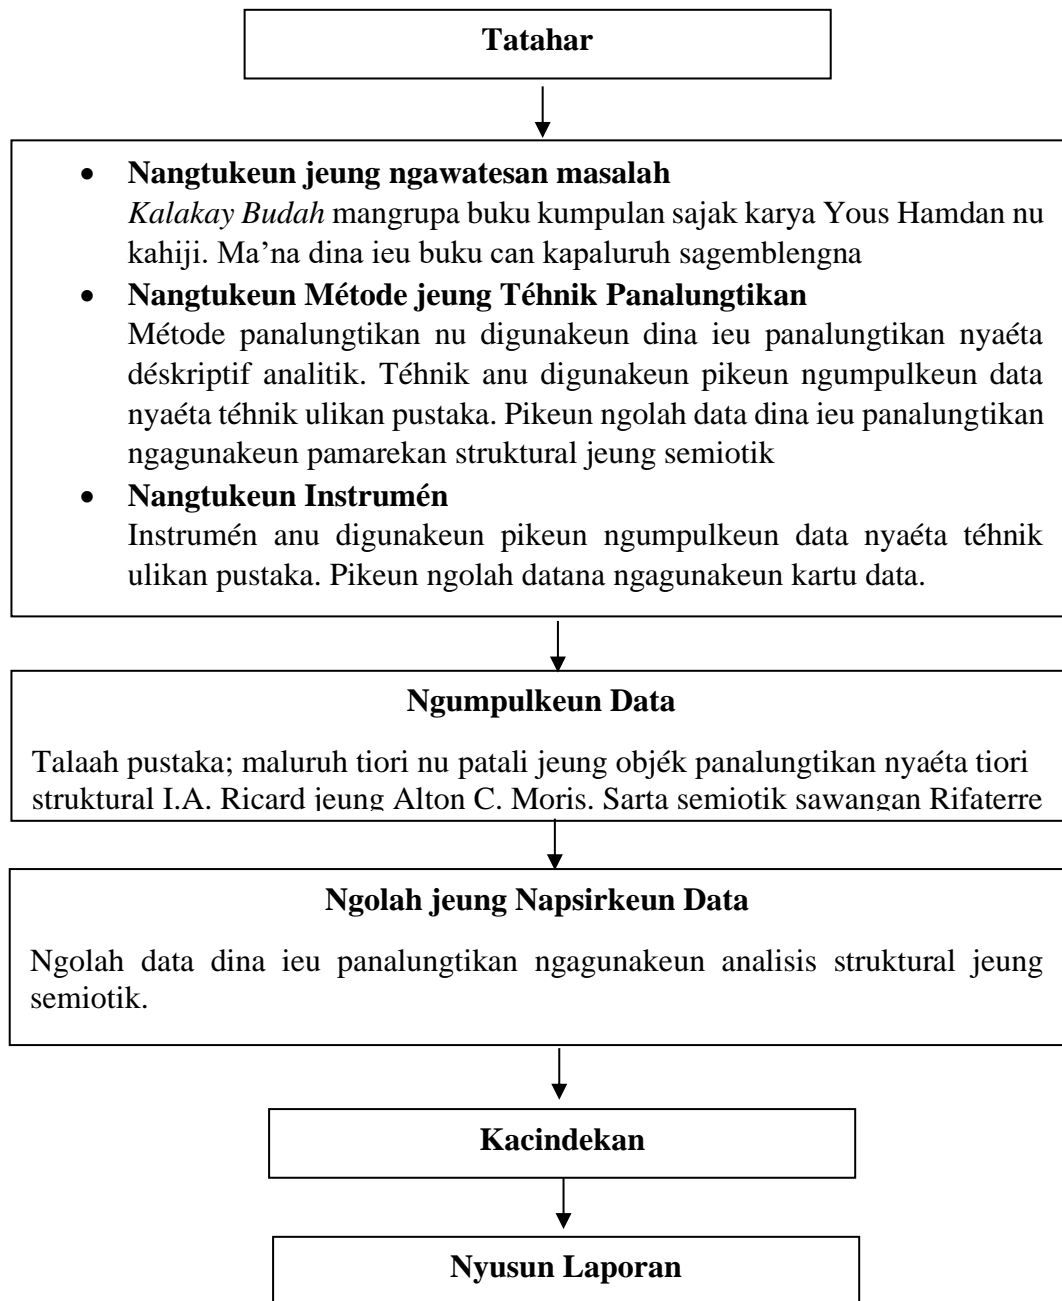 Tatahar
• Nangtukeun jeung ngawatesan masalah
Kalakay Budah mangrupa buku kumpulan sajak karya Yous Hamdan nu
kahiji. Ma’na dina ieu buku can kapaluruh sagemblengna
• Nangtukeun Métode jeung Téhnik Panalungtikan
Métode panalungtikan nu digunakeun dina ieu panalungtikan nyaéta
déskriptif analitik. Téhnik anu digunakeun pikeun ngumpulkeun data
nyaéta téhnik ulikan pustaka. Pikeun ngolah data dina ieu panalungtikan
ngagunakeun pamarekan struktural jeung semiotik
• Nangtukeun Instrumén
Instrumén anu digunakeun pikeun ngumpulkeun data nyaéta téhnik
ulikan pustaka. Pikeun ngolah datana ngagunakeun kartu data.
Ngumpulkeun Data
Talaah pustaka; maluruh tiori nu patali jeung objék panalungtikan nyaéta tiori
struktural I.A. Ricard jeung Alton C. Moris. Sarta semiotik sawangan Rifaterre
Ngolah jeung Napsirkeun Data
Ngolah data dina ieu panalungtikan ngagunakeun analisis struktural jeung
semiotik.
Kacindekan
Nyusun Laporan